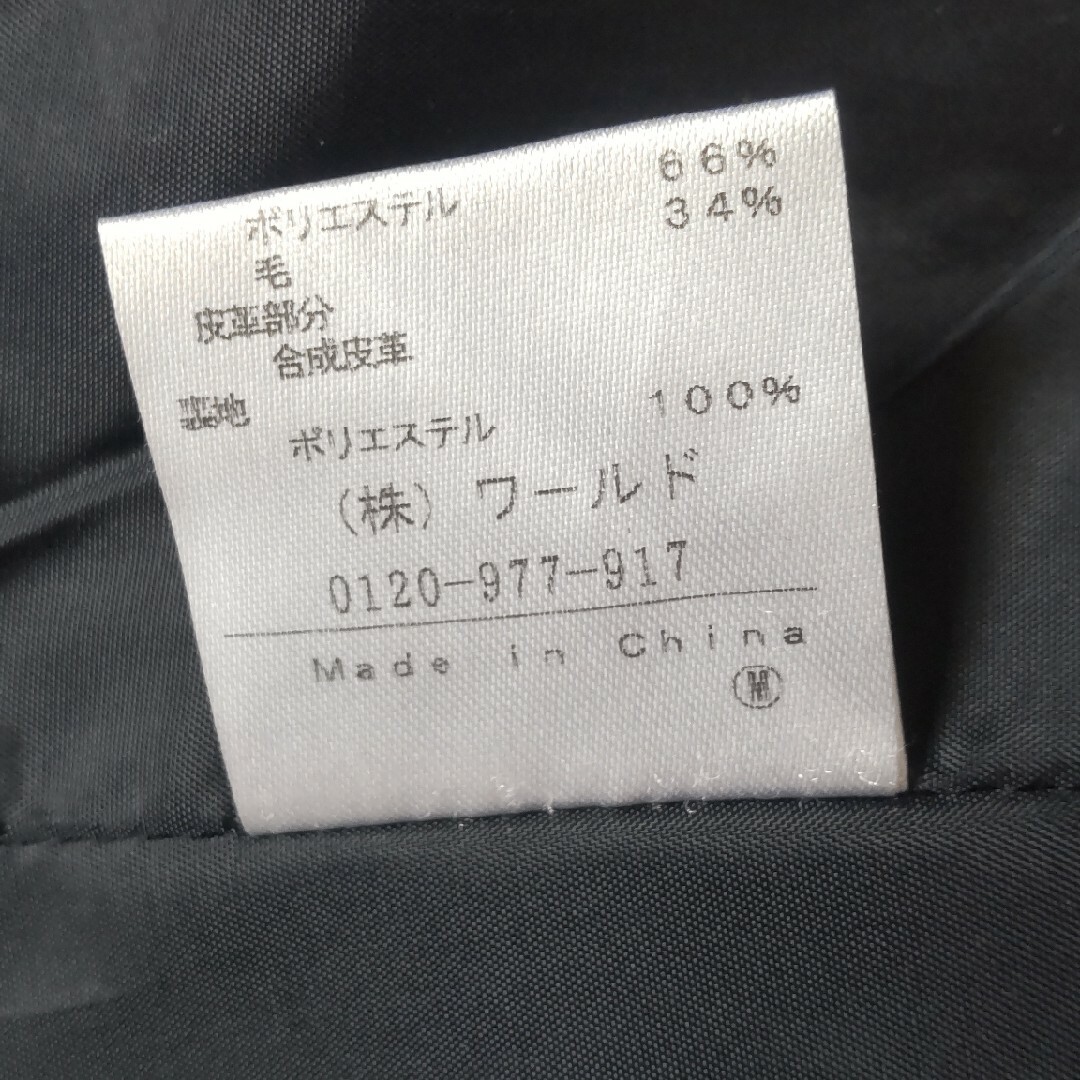 ポリエステル 66%
毛 34%
皮革部分
合成皮革
裏地
ポリエステル 100%
(株) ワールド
0120-977-917
Made in China
Ⓜ